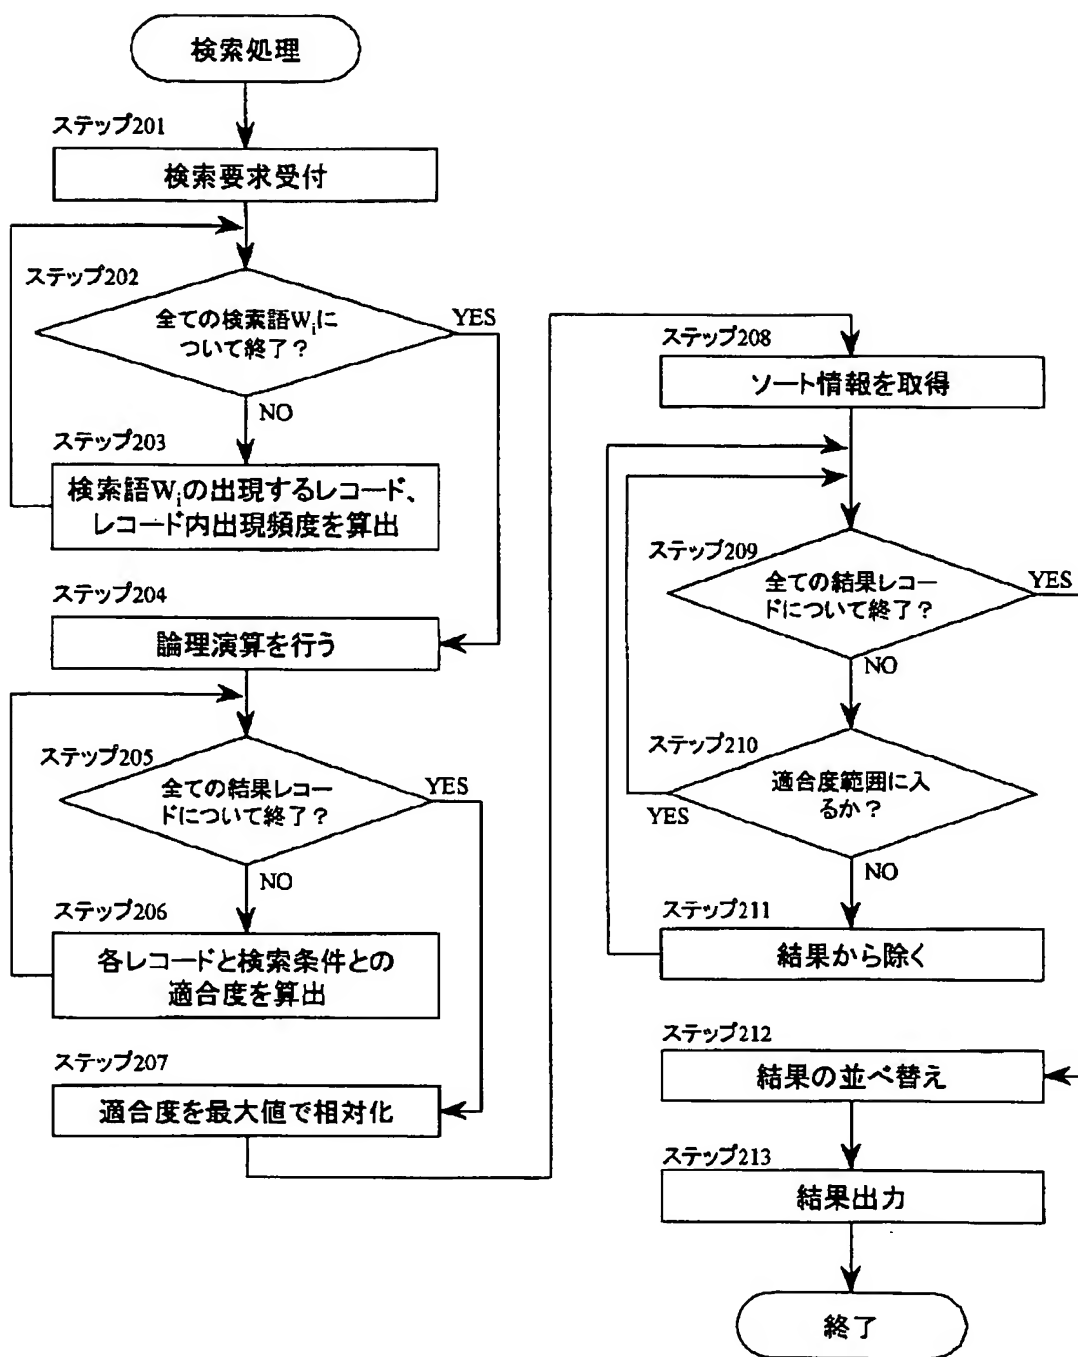 検索処理
ステップ201
検索要求受付
ステップ202
全ての検索語Wiに
ついて終了?
YES
NO
ステップ203
検索語Wiの出現するレコード、
レコード内出現頻度を算出
ステップ204
論理演算を行う
ステップ205
全ての結果レコー
ドについて終了?
YES
NO
ステップ206
各レコードと検索条件との
適合度を算出
ステップ207
適合度を最大値で相対化
ステップ208
ソート情報を取得
ステップ209
全ての結果レコー
ドについて終了?
YES
NO
ステップ210
適合度範囲に入
るか?
YES
NO
ステップ211
結果から除く
ステップ212
結果の並べ替え
ステップ213
結果出力
終了